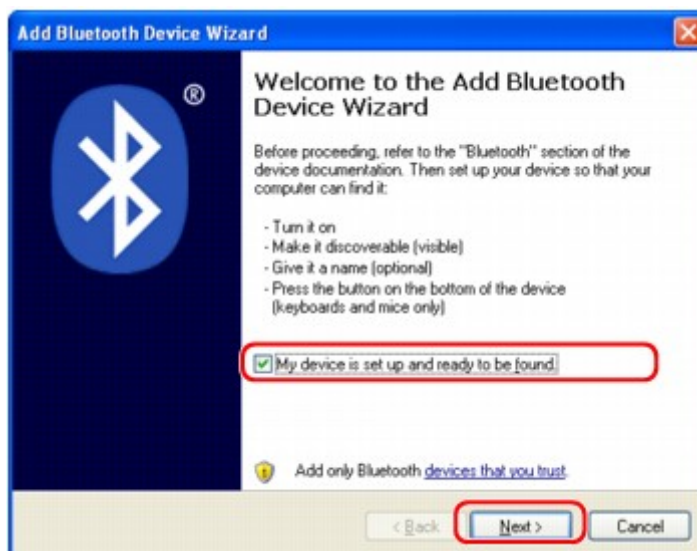 Add Bluetooth Device Wizard
®
Welcome to the Add Bluetooth
Device Wizard
Before proceeding, refer to the "Bluetooth" section of the
device documentation. Then set up your device so that your
computer can find it:
- Turn it on
- Make it discoverable (visible)
- Give it a name (optional)
- Press the button on the bottom of the device
(keyboards and mice only)
My device is set up and ready to be found.
Add only Bluetooth devices that you trust.
< Back
Next >
Cancel